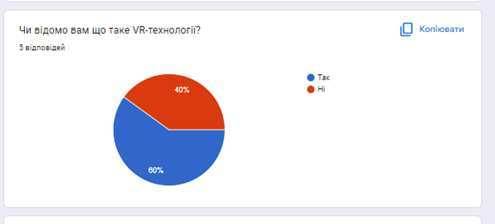 Чи відомо вам що таке VR-технології?
Копіювати
5 відповідей
Так
Ні
40%
60%